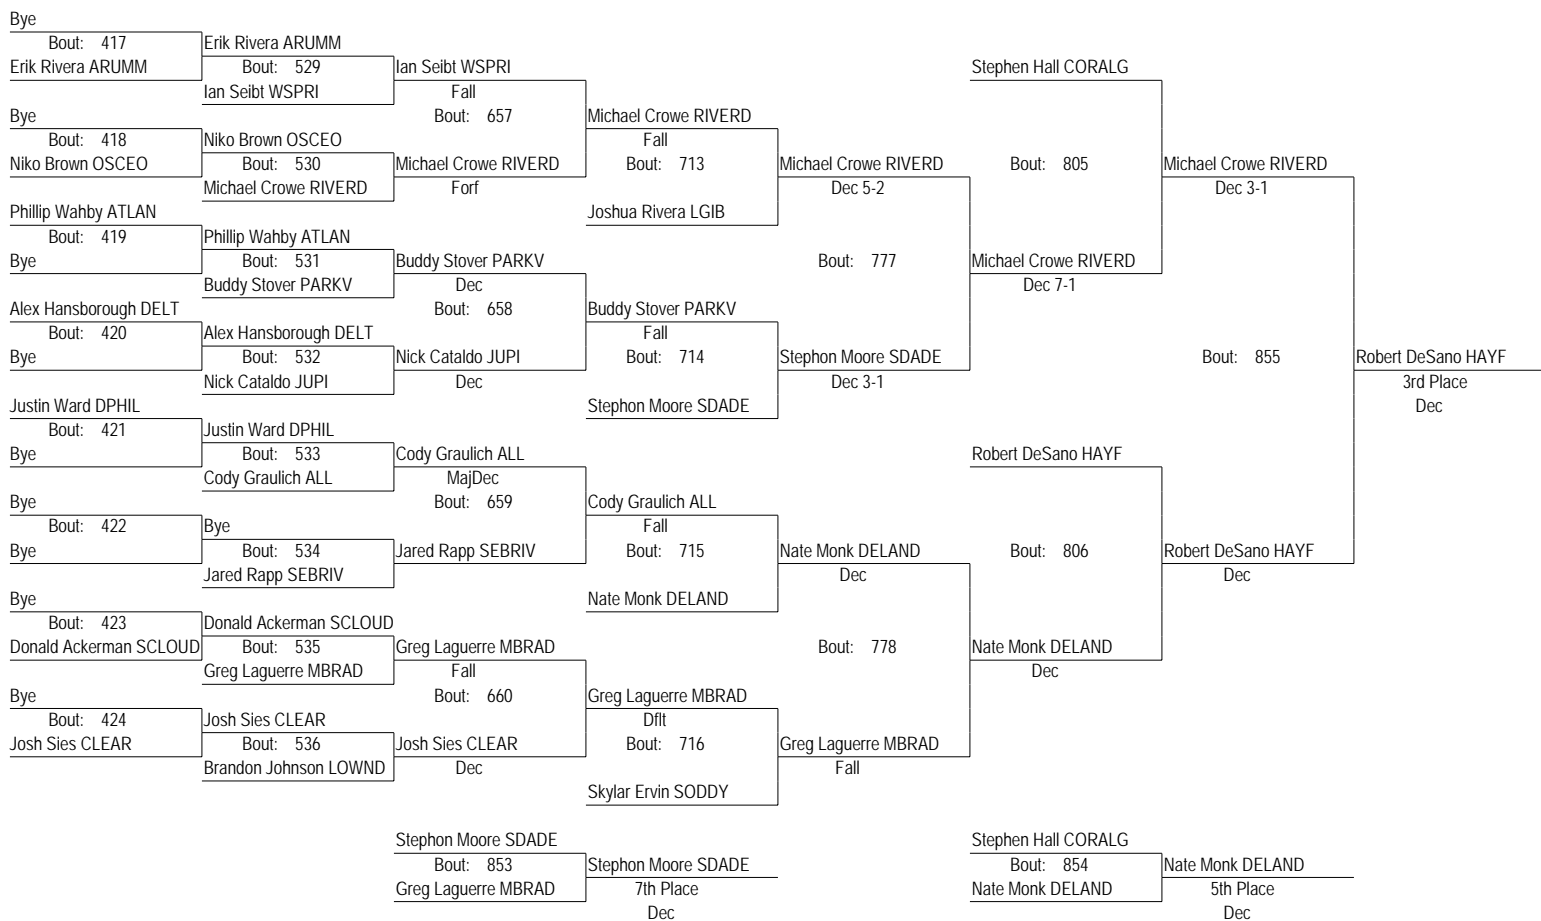 Bye
Bout: 417 Erik Rivera ARUMM
Erik Rivera ARUMM Bout: 529 Ian Seibt WSPRI Stephen Hall CORALG
Ian Seibt WSPRI Fall
Bye Bout: 657 Michael Crowe RIVERD
Bout: 418 Niko Brown OSCEO Fall
Niko Brown OSCEO Bout: 530 Michael Crowe RIVERD Bout: 713 Michael Crowe RIVERD Bout: 805 Michael Crowe RIVERD
Michael Crowe RIVERD Forf Dec 5-2 Dec 3-1
Phillip Wahby ATLAN Joshua Rivera LGIB
Bout: 419 Phillip Wahby ATLAN
Bye Bout: 531 Buddy Stover PARKV Bout: 777 Michael Crowe RIVERD
Buddy Stover PARKV Dec Dec 7-1
Alex Hansborough DELT Bout: 658 Buddy Stover PARKV
Bout: 420 Alex Hansborough DELT Fall
Bye Bout: 532 Nick Cataldo JUPI Bout: 714 Stephon Moore SDADE Bout: 855 Robert DeSano HAYF
Nick Cataldo JUPI Dec Dec 3-1 3rd Place
Justin Ward DPHIL Stephon Moore SDADE Dec
Bout: 421 Justin Ward DPHIL
Bye Bout: 533 Cody Graulich ALL Robert DeSano HAYF
Cody Graulich ALL MajDec
Bye Bout: 659 Cody Graulich ALL
Bout: 422 Bye Fall
Bye Bout: 534 Jared Rapp SEBRIV Bout: 715 Nate Monk DELAND Bout: 806 Robert DeSano HAYF
Jared Rapp SEBRIV Dec Dec
Bye Nate Monk DELAND
Bout: 423 Donald Ackerman SCLOUD
Donald Ackerman SCLOUD Bout: 535 Greg Laguerre MBRAD Bout: 778 Nate Monk DELAND
Greg Laguerre MBRAD Fall Dec
Bye Bout: 660 Greg Laguerre MBRAD
Bout: 424 Josh Sies CLEAR Dflt
Josh Sies CLEAR Bout: 536 Josh Sies CLEAR Bout: 716 Greg Laguerre MBRAD
Brandon Johnson LOWND Dec Fall
Skylar Ervin SODDY
Stephon Moore SDADE Stephen Hall CORALG
Bout: 853 Stephon Moore SDADE Bout: 854 Nate Monk DELAND
Greg Laguerre MBRAD 7th Place Nate Monk DELAND 5th Place
Dec Dec